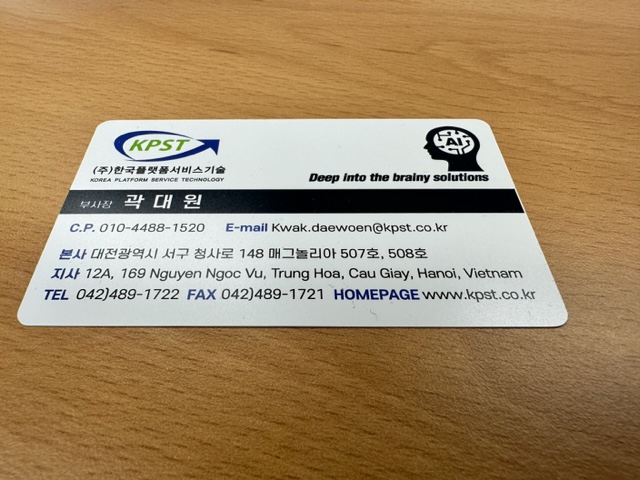 KPST
(주)한국플랫폼서비스기술
KOREA PLATFORM SERVICE TECHNOLOGY
AI
Deep into the brainy solutions
부사장 곽 대 원
C.P. 010-4488-1520 E-mail Kwak.daewoen@kpst.co.kr
본사 대전광역시 서구 청사로 148 매그놀리아 507호, 508호
지사 12A, 169 Nguyen Ngoc Vu, Trung Hoa, Cau Giay, Hanoi, Vietnam
TEL 042)489-1722 FAX 042)489-1721 HOMEPAGE www.kpst.co.kr